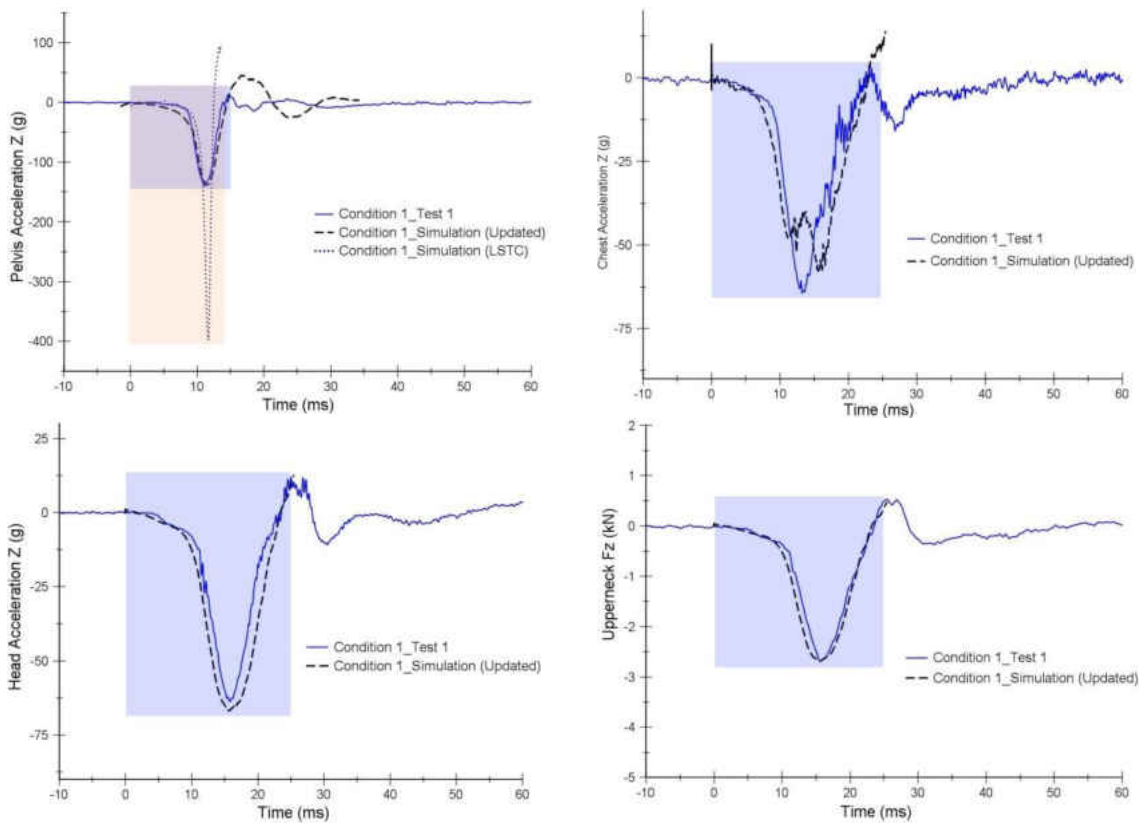 100
0
-100
-200
-300
-400
Pelvis Acceleration Z (g)
Condition 1_Test 1
Condition 1_Simulation (Updated)
Condition 1_Simulation (LSTC)
-10 0 10 20 30 40 50 60
Time (ms)
0
-25
-50
-75
Chest Acceleration Z (g)
Condition 1_Test 1
Condition 1_Simulation (Updated)
-10 0 10 20 30 40 50 60
Time (ms)
25
0
-25
-50
-75
Head Acceleration Z (g)
Condition 1_Test 1
Condition 1_Simulation (Updated)
-10 0 10 20 30 40 50 60
Time (ms)
2
1
0
-1
-2
-3
-4
-5
Upperneck Fz (kN)
Condition 1_Test 1
Condition 1_Simulation (Updated)
-10 0 10 20 30 40 50 60
Time (ms)